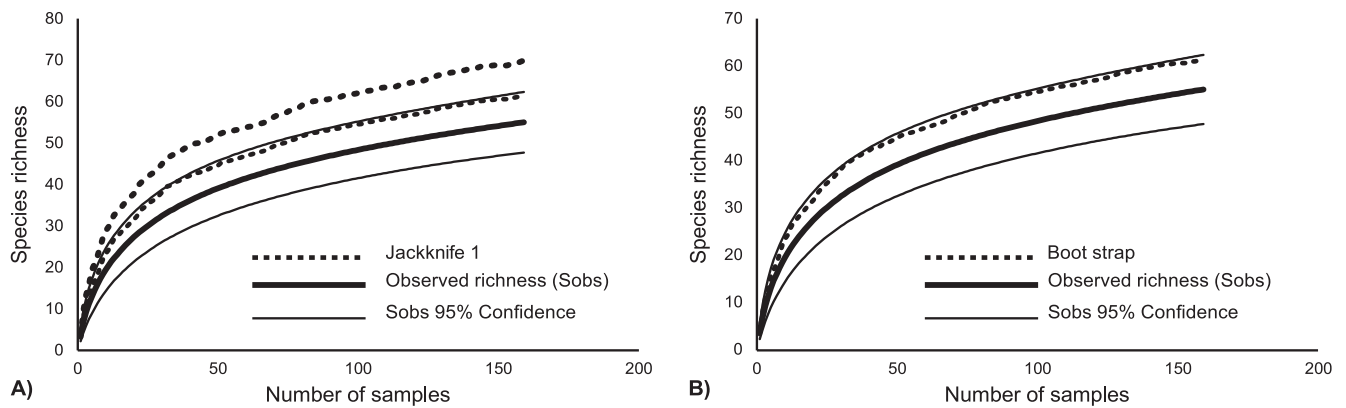 80
70
60
50
40
30
20
10
0
Species richness
Jackknife 1
Observed richness (Sobs)
Sobs 95% Confidence
0 50 100 150 200
Number of samples
A)
70
60
50
40
30
20
10
0
Species richness
Boot strap
Observed richness (Sobs)
Sobs 95% Confidence
0 50 100 150 200
Number of samples
B)